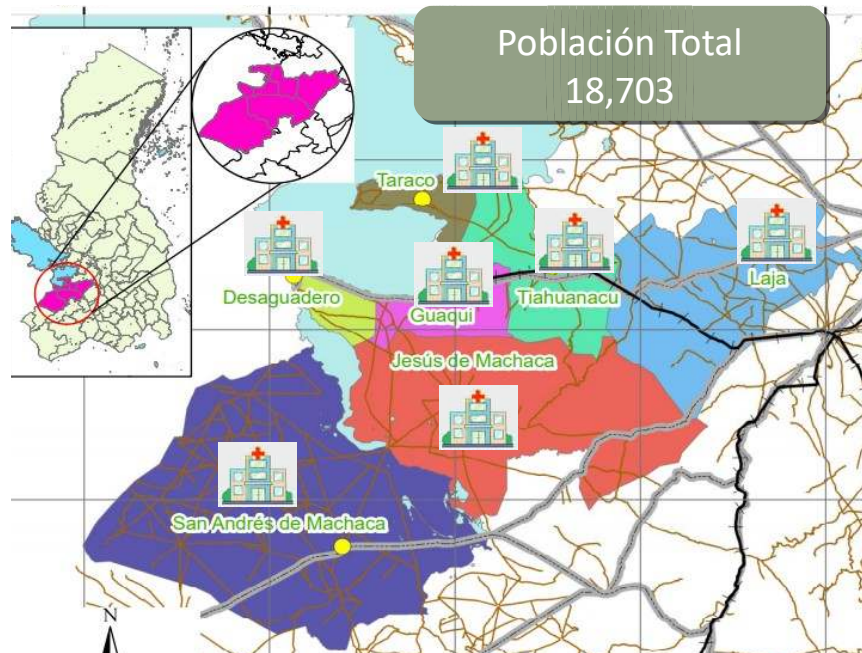 Población Total
18,703
Taraco
Desaguadero
Guaqui
Tiahuanacu
Laja
Jesús de Machaca
San Andrés de Machaca
N